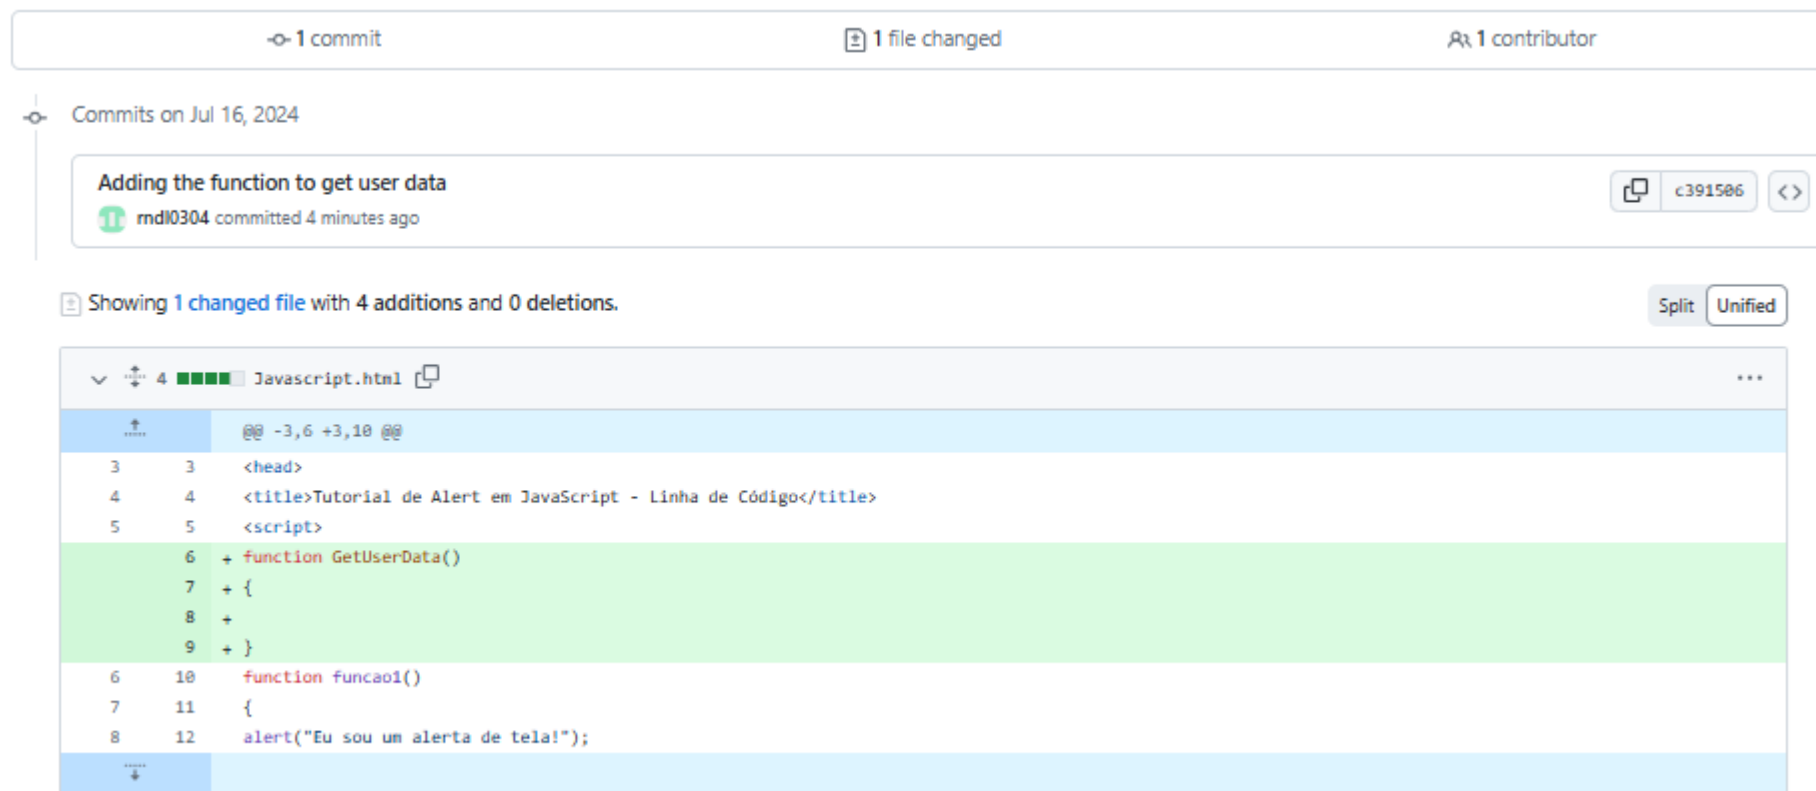 1 commit
1 file changed
1 contributor
Commits on Jul 16, 2024
Adding the function to get user data
rndl0304 committed 4 minutes ago
c391506
Showing 1 changed file with 4 additions and 0 deletions.
Split Unified
4 Javascript.html
@@ -3,6 +3,10 @@
3 3 <head>
4 4 <title>Tutorial de Alert em JavaScript - Linha de Código</title>
5 5 <script>
6 + function GetUserData()
7 + {
8 +
9 + }
6 10 function funcao1()
7 11 {
8 12 alert("Eu sou um alerta de tela!");